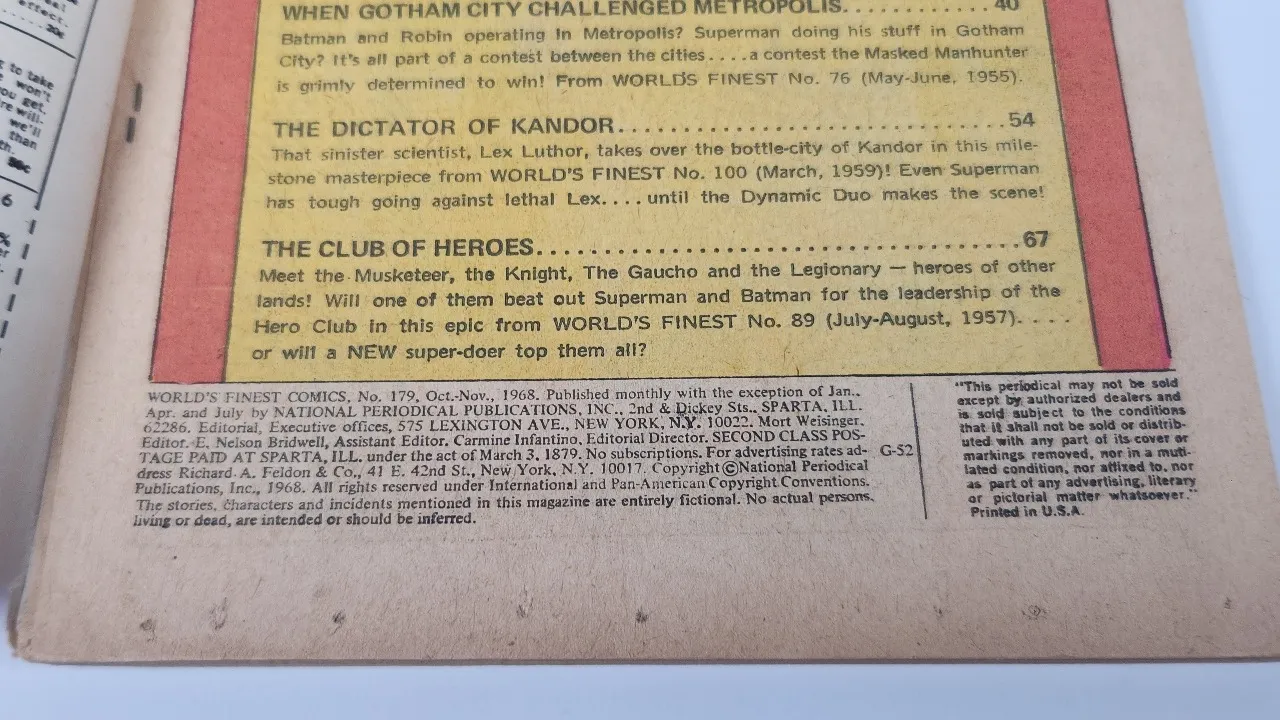 effect.
30¢
t to take
won't
you get.
re will-
we'll
than
th.
50¢
6
%
er
WHEN GOTHAM CITY CHALLENGED METROPOLIS............40
Batman and Robin operating in Metropolis? Superman doing his stuff in Gotham
City? It's all part of a contest between the cities....a contest the Masked Manhunter
is grimly determined to win! From WORLD'S FINEST No. 76 (May-June, 1955).
THE DICTATOR OF KANDOR..................................54
That sinister scientist, Lex Luthor, takes over the bottle-city of Kandor in this mile-
stone masterpiece from WORLD'S FINEST No. 100 (March, 1959)! Even Superman
has tough going against lethal Lex....until the Dynamic Duo makes the scene!
THE CLUB OF HEROES..........................................67
Meet the Musketeer, the Knight, The Gaucho and the Legionary — heroes of other
lands! Will one of them beat out Superman and Batman for the leadership of the
Hero Club in this epic from WORLD'S FINEST No. 89 (July-August, 1957)....
or will a NEW super-doer top them all?
WORLD'S FINEST COMICS, No. 179, Oct.-Nov., 1968. Published monthly with the exception of Jan.,
Apr. and July by NATIONAL PERIODICAL PUBLICATIONS, INC., 2nd & Dickey Sts., SPARTA, ILL.
62286. Editorial, Executive offices, 575 LEXINGTON AVE., NEW YORK, N.Y. 10022. Mort Weisinger,
Editor. E. Nelson Bridwell, Assistant Editor. Carmine Infantino, Editorial Director. SECOND CLASS POS-
TAGE PAID AT SPARTA, ILL. under the act of March 3, 1879. No subscriptions. For advertising rates ad-
dress Richard A. Feldon & Co., 41 E. 42nd St., New York, N.Y. 10017. Copyright ©National Periodical
Publications, Inc., 1968. All rights reserved under International and Pan-American Copyright Conventions.
The stories, characters and incidents mentioned in this magazine are entirely fictional. No actual persons,
living or dead, are intended or should be inferred.
G-52
"This periodical may not be sold
except by authorized dealers and
is sold subject to the conditions
that it shall not be sold or distrib-
uted with any part of its cover or
markings removed, nor in a muti-
lated condition, nor affixed to, nor
as part of any advertising, literary
or pictorial matter whatsoever."
Printed in U.S.A.